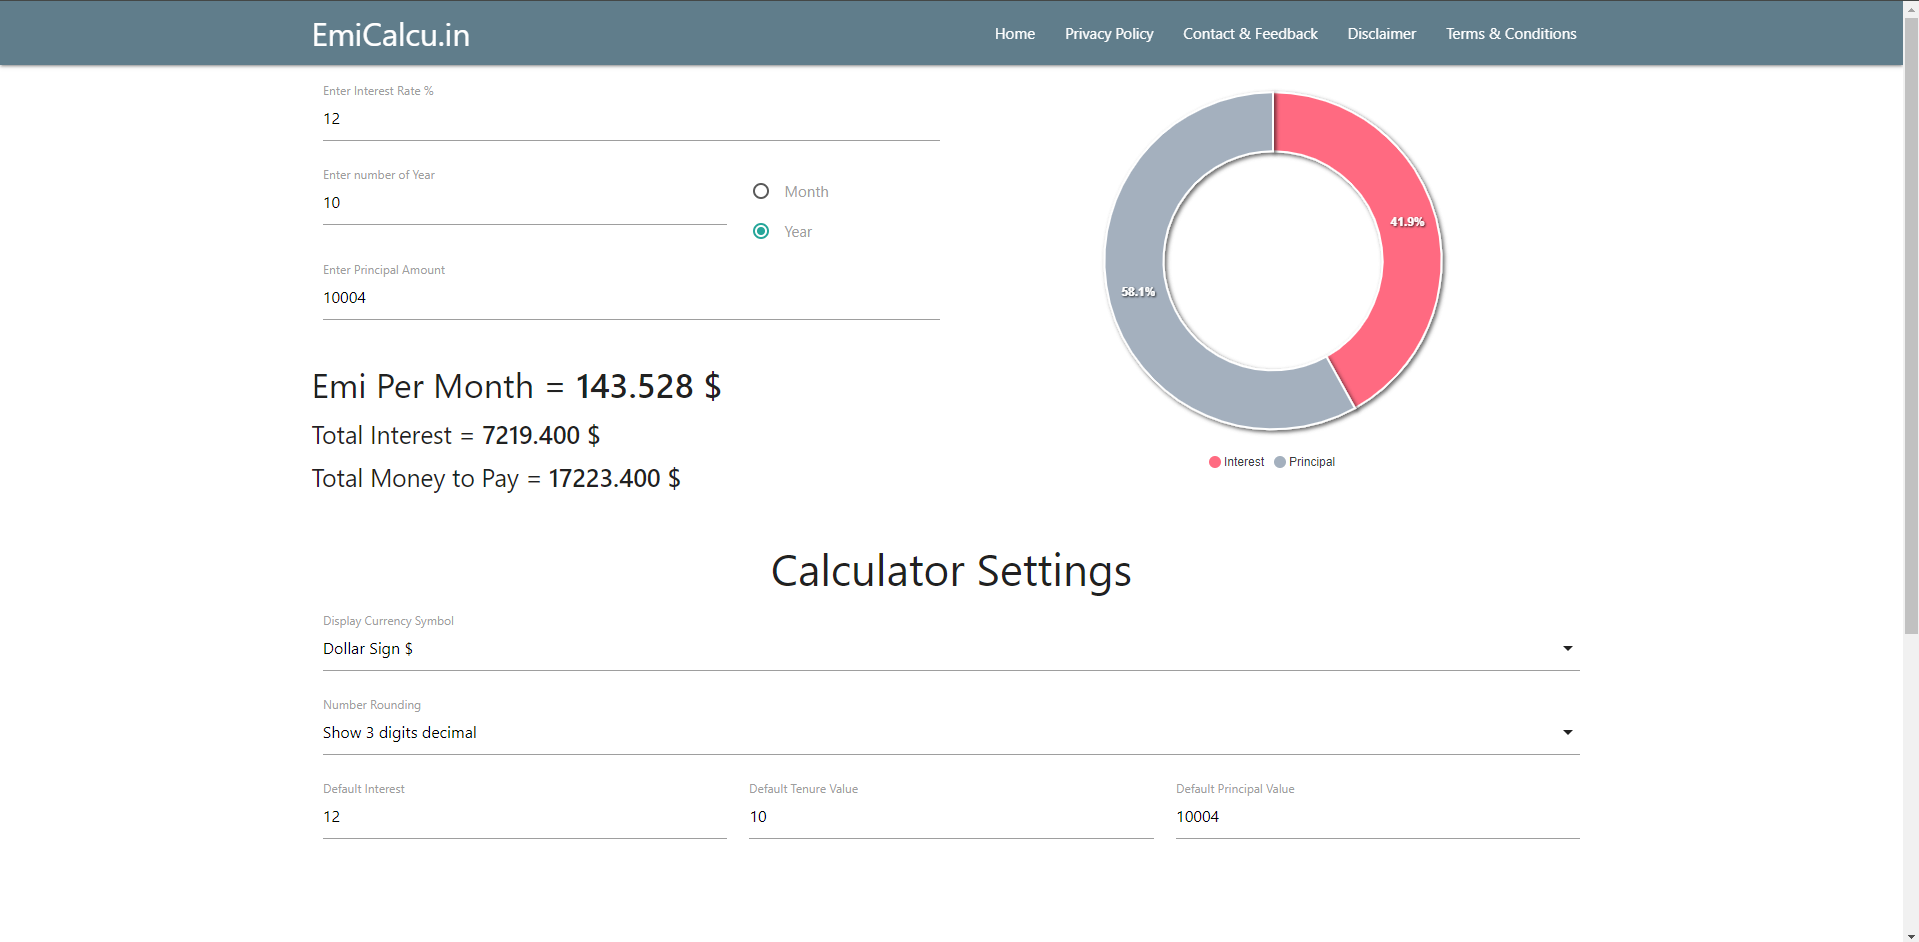 EmiCalcu.in
Home Privacy Policy Contact & Feedback Disclaimer Terms & Conditions
Enter Interest Rate %
12
Enter number of Year
10
Month
Year
Enter Principal Amount
10004
Emi Per Month = 143.528 $
Total Interest = 7219.400 $
Total Money to Pay = 17223.400 $
41.9%
58.1%
Interest Principal
Calculator Settings
Display Currency Symbol
Dollar Sign $
Number Rounding
Show 3 digits decimal
Default Interest Default Tenure Value Default Principal Value
12 10 10004